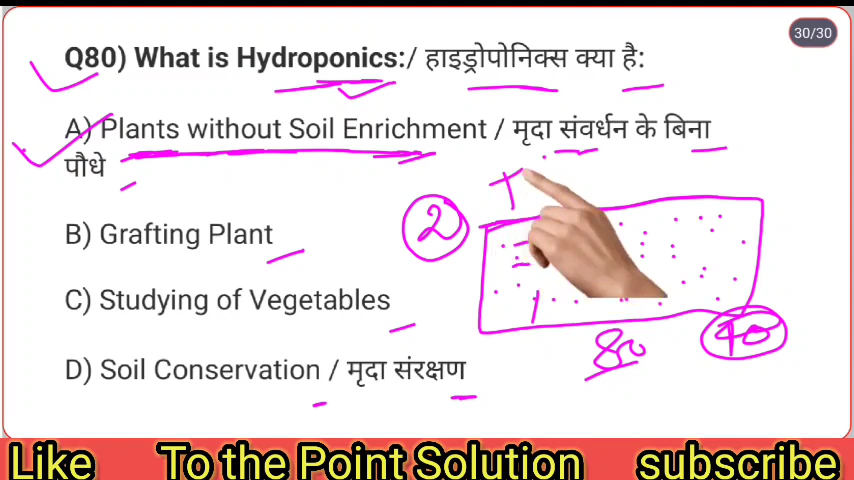 30/30
Q80) What is Hydroponics:/ हाइड्रोपोनिक्स क्या है:
A) Plants without Soil Enrichment / मृदा संवर्धन के बिना
पौधे
2
B) Grafting Plant
C) Studying of Vegetables
80
D) Soil Conservation / मृदा संरक्षण
Like To the Point Solution subscribe